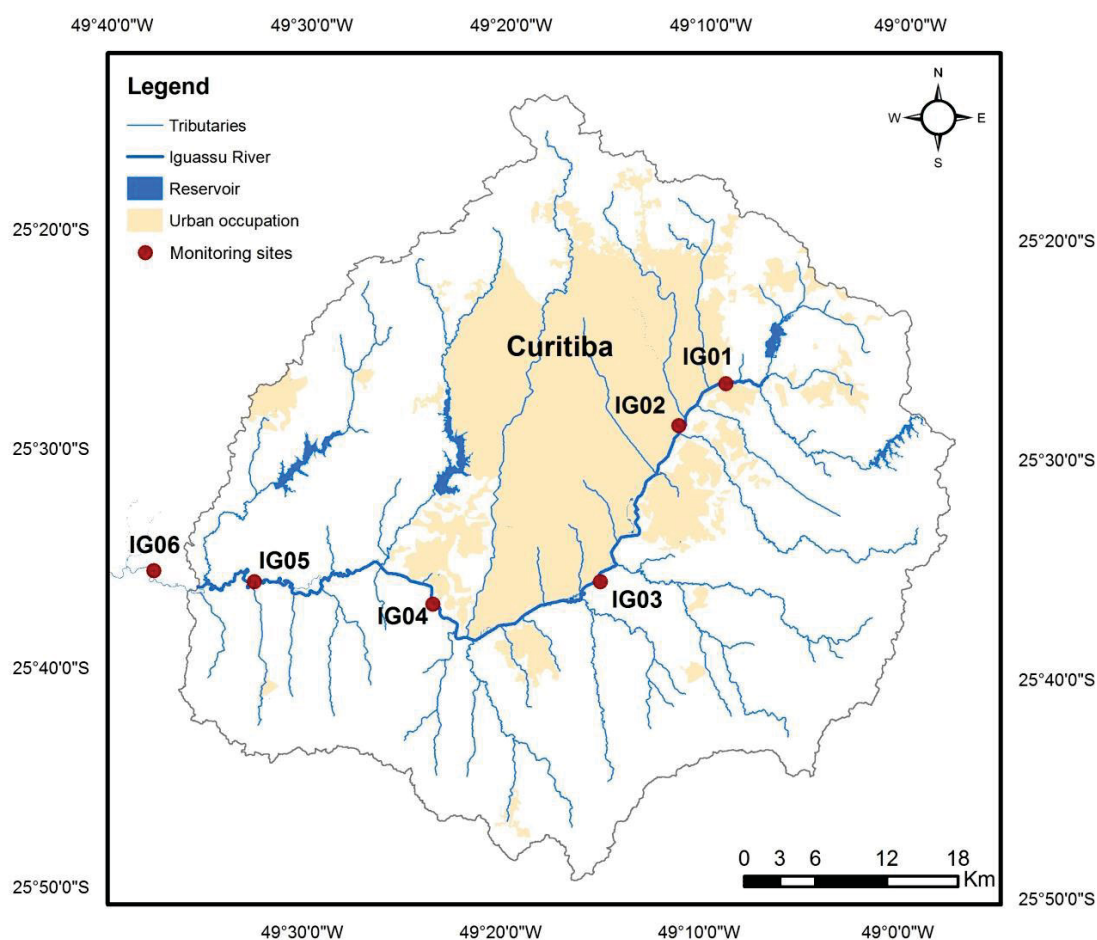 49°40'0"W 49°30'0"W 49°20'0"W 49°10'0"W 49°0'0"W
Legend
Tributaries
Iguassu River
Reservoir
Urban occupation
Monitoring sites
N
W E
S
25°20'0"S 25°20'0"S
Curitiba
IG01
IG02
25°30'0"S 25°30'0"S
IG06
IG05
IG04
IG03
25°40'0"S 25°40'0"S
0 3 6 12 18
Km
25°50'0"S 25°50'0"S
49°30'0"W 49°20'0"W 49°10'0"W 49°0'0"W